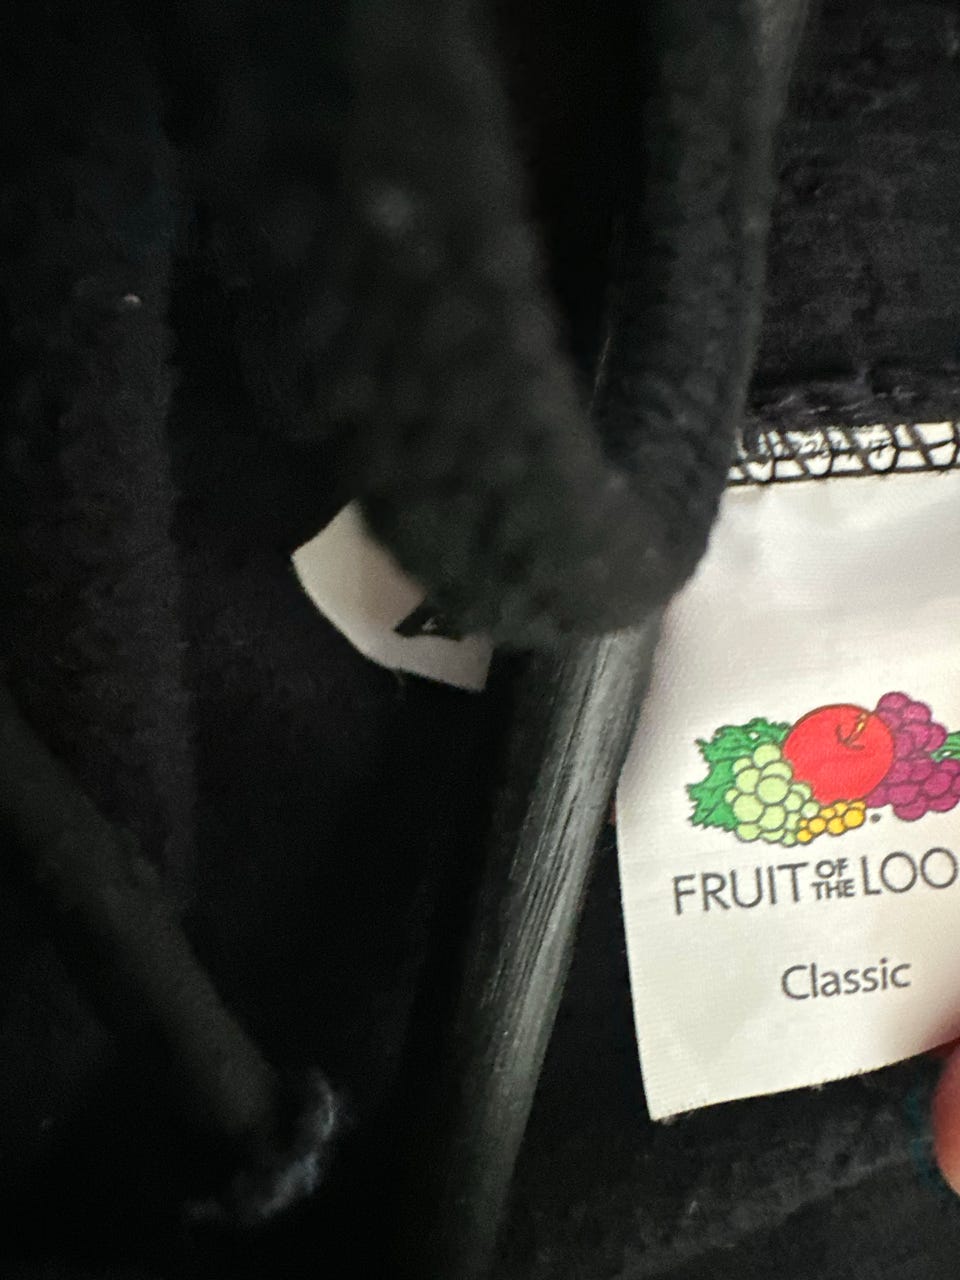 FRUIT OF THE LOO
Classic